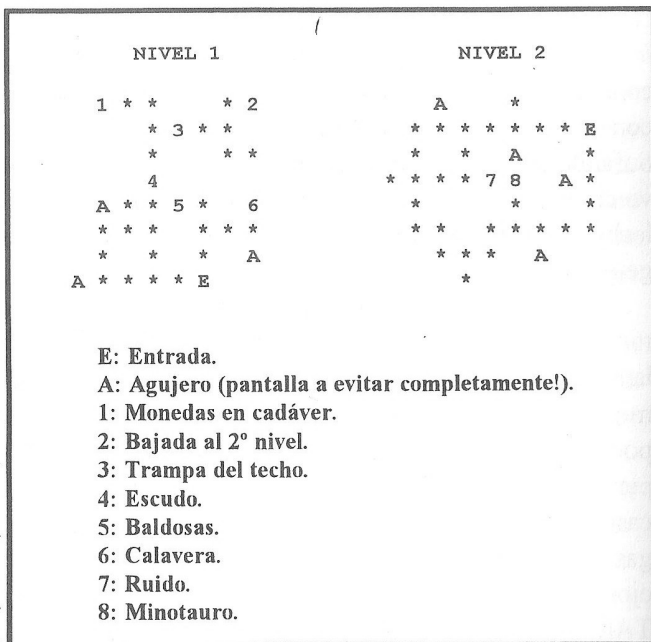 NIVEL 1 NIVEL 2
1 * * * 2 A *
* 3 * * * * * * * * * E
* * * * * A *
4 * * * * 7 8 A *
A * * 5 * 6 * * *
* * * * * * * * * * * * *
* * * A * * * A
A * * * * E *
E: Entrada.
A: Agujero (pantalla a evitar completamente!).
1: Monedas en cadáver.
2: Bajada al 2º nivel.
3: Trampa del techo.
4: Escudo.
5: Baldosas.
6: Calavera.
7: Ruido.
8: Minotauro.